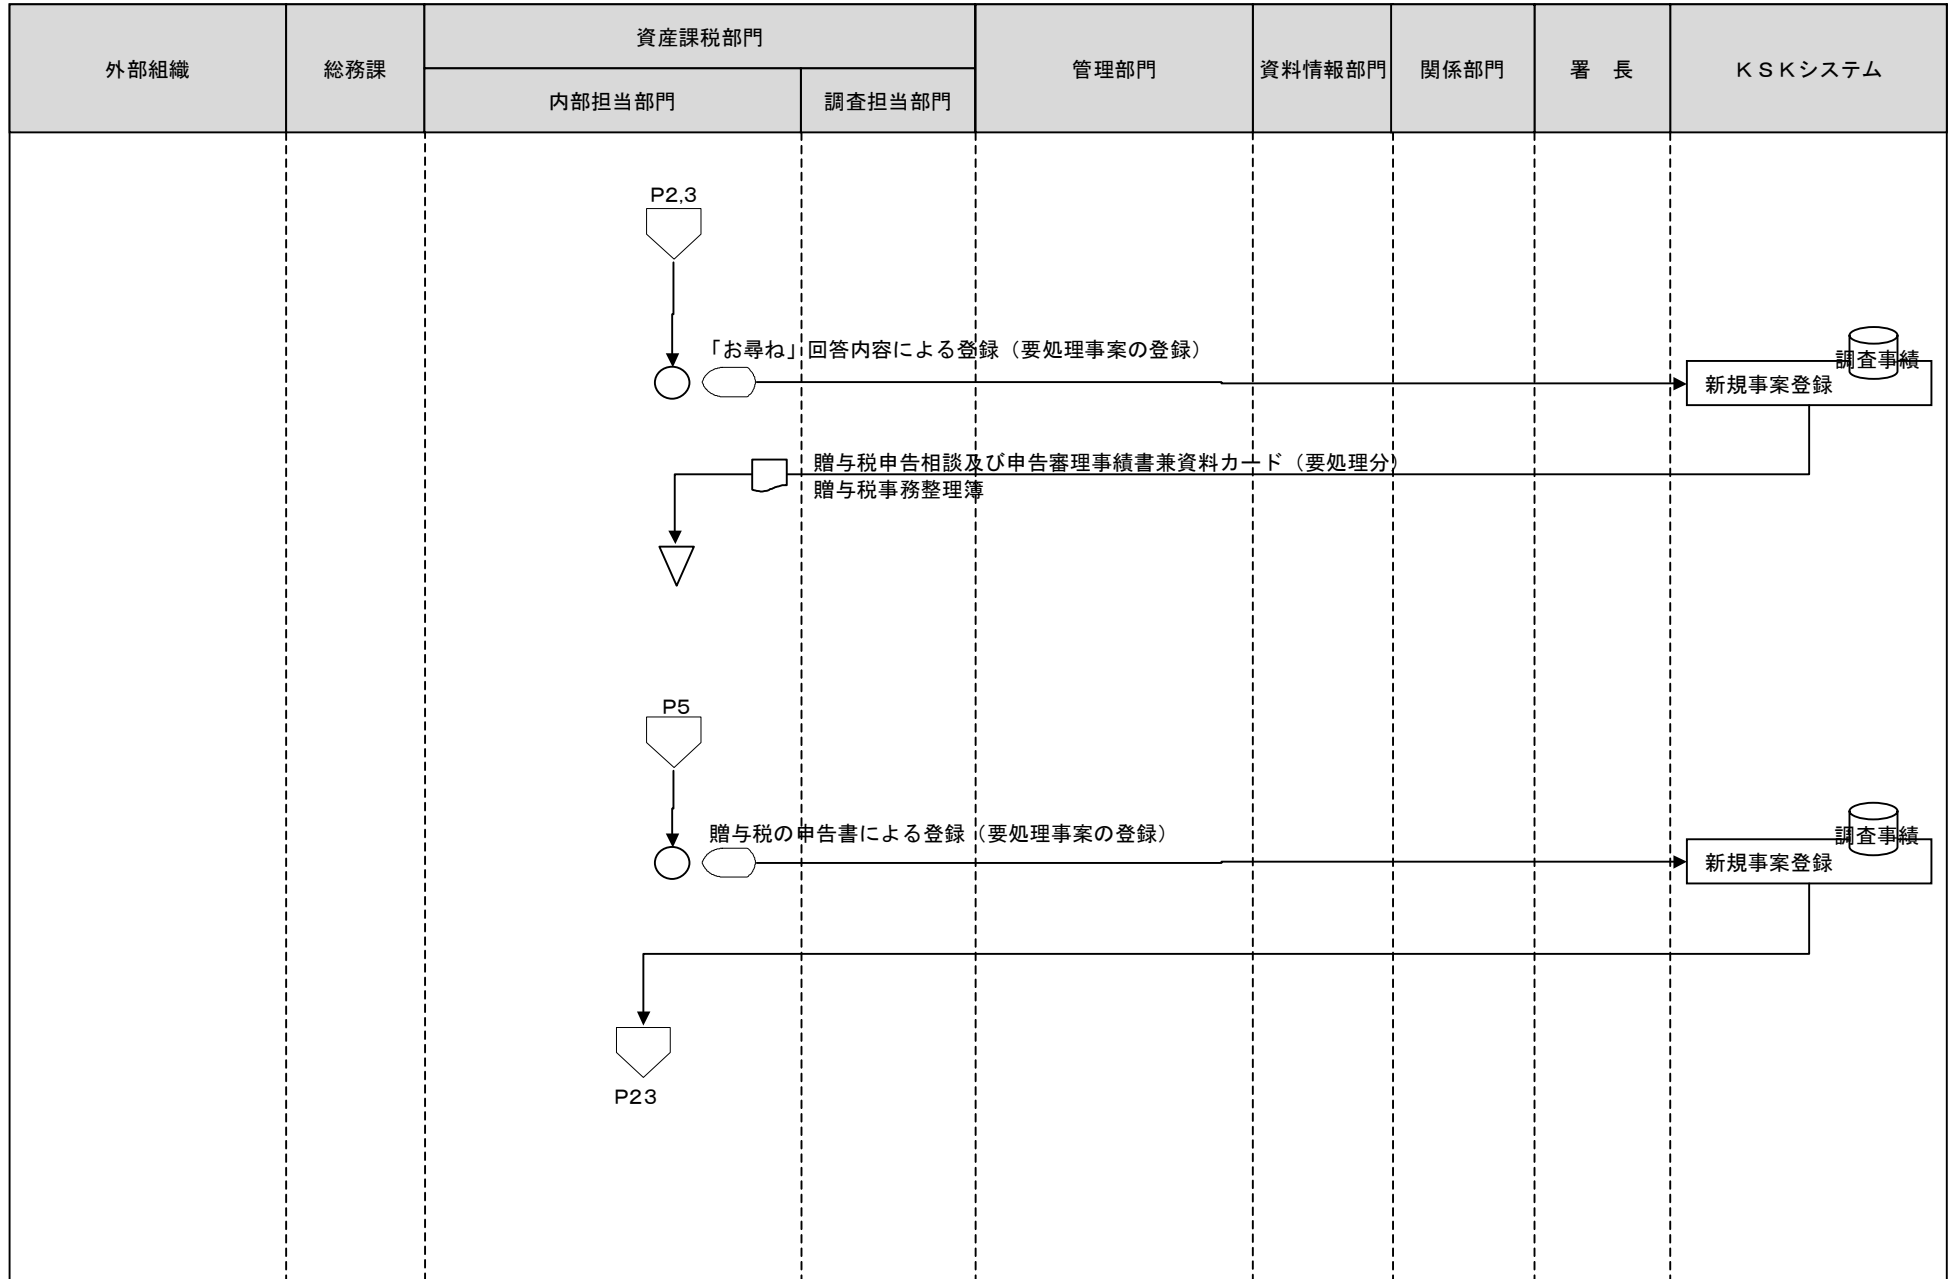 外部組織
総務課
資産課税部門
内部担当部門
調査担当部門
管理部門
資料情報部門
関係部門
署　長
ＫＳＫシステム
P2,3
「お尋ね」回答内容による登録（要処理事案の登録）
調査事績
新規事案登録
贈与税申告相談及び申告審理事績書兼資料カード（要処理分）
贈与税事務整理簿
P5
贈与税の申告書による登録（要処理事案の登録）
調査事績
新規事案登録
P23